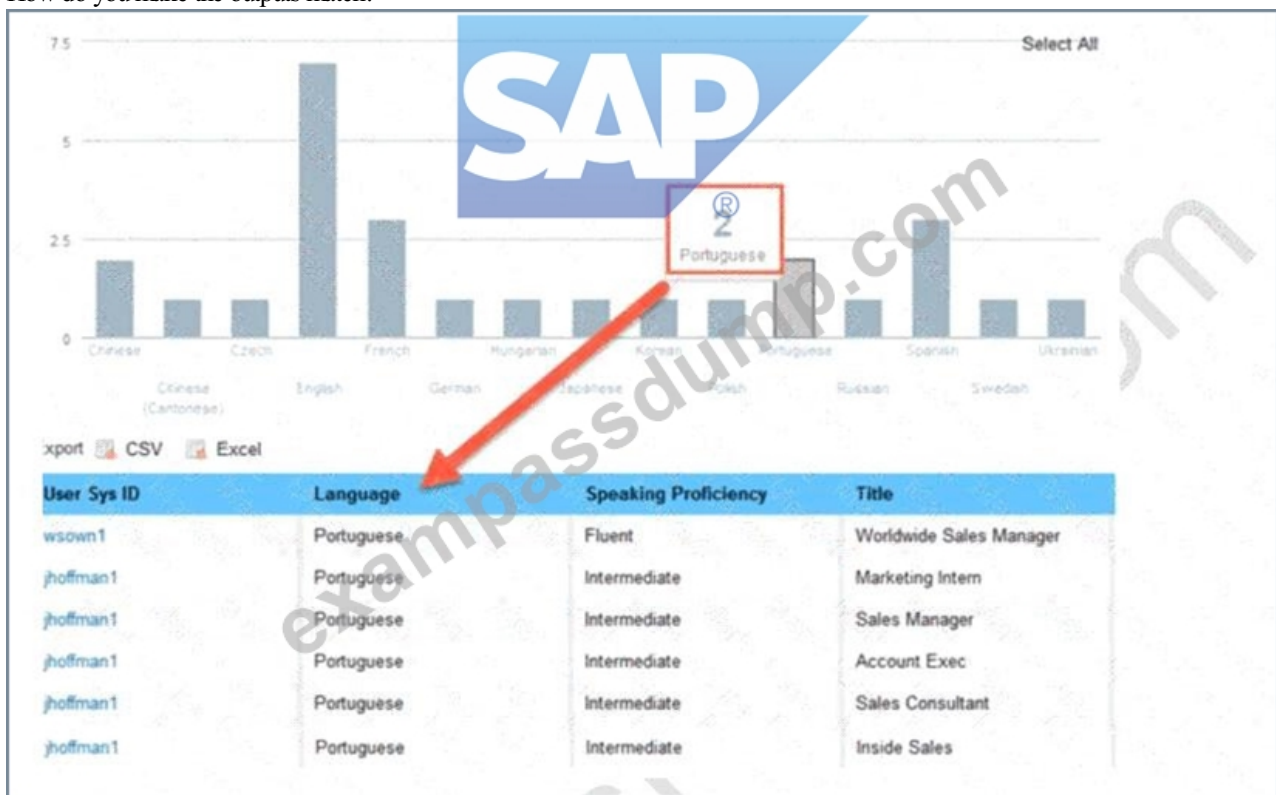 How do you make the outputs match?
7.5
Select All
SAP
®
5
2
Portuguese
2.5
0
Chinese
Czech
French
Hungarian
Korean
Portuguese
Spanish
Ukrainian
Chinese
(Cantonese)
English
German
Japanese
Polish
Russian
Swedish
xport CSV Excel
User Sys ID Language Speaking Proficiency Title
wsown1 Portuguese Fluent Worldwide Sales Manager
jhoffman1 Portuguese Intermediate Marketing Intern
jhoffman1 Portuguese Intermediate Sales Manager
jhoffman1 Portuguese Intermediate Account Exec
jhoffman1 Portuguese Intermediate Sales Consultant
jhoffman1 Portuguese Intermediate Inside Sales
exampassdump.com